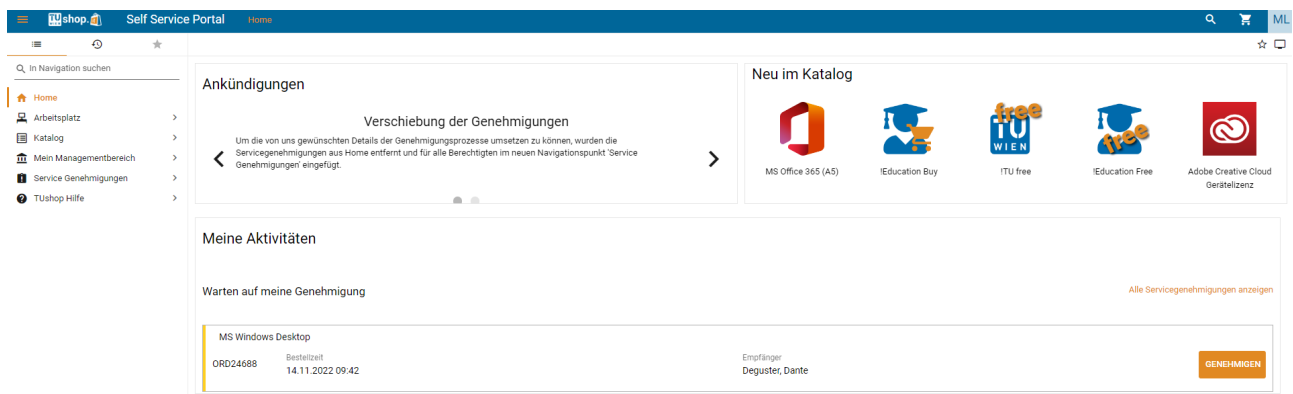 TUshop. Self Service Portal Home ML
In Navigation suchen
Home
Arbeitsplatz
Katalog
Mein Managementbereich
Service Genehmigungen
TUshop Hilfe
Ankündigungen
Verschiebung der Genehmigungen
Um die von uns gewünschten Details der Genehmigungsprozesse umsetzen zu können, wurden die
Servicegenehmigungen aus Home entfernt und für alle Berechtigten im neuen Navigationspunkt 'Service
Genehmigungen' eingefügt.
Neu im Katalog
free
TU
WIEN
free
MS Office 365 (A5)
!Education Buy
!TU free
!Education Free
Adobe Creative Cloud
Gerätelizenz
Meine Aktivitäten
Warten auf meine Genehmigung
Alle Servicegenehmigungen anzeigen
MS Windows Desktop
ORD24688
Bestellzeit
14.11.2022 09:42
Empfänger
Deguster, Dante
GENEHMIGEN